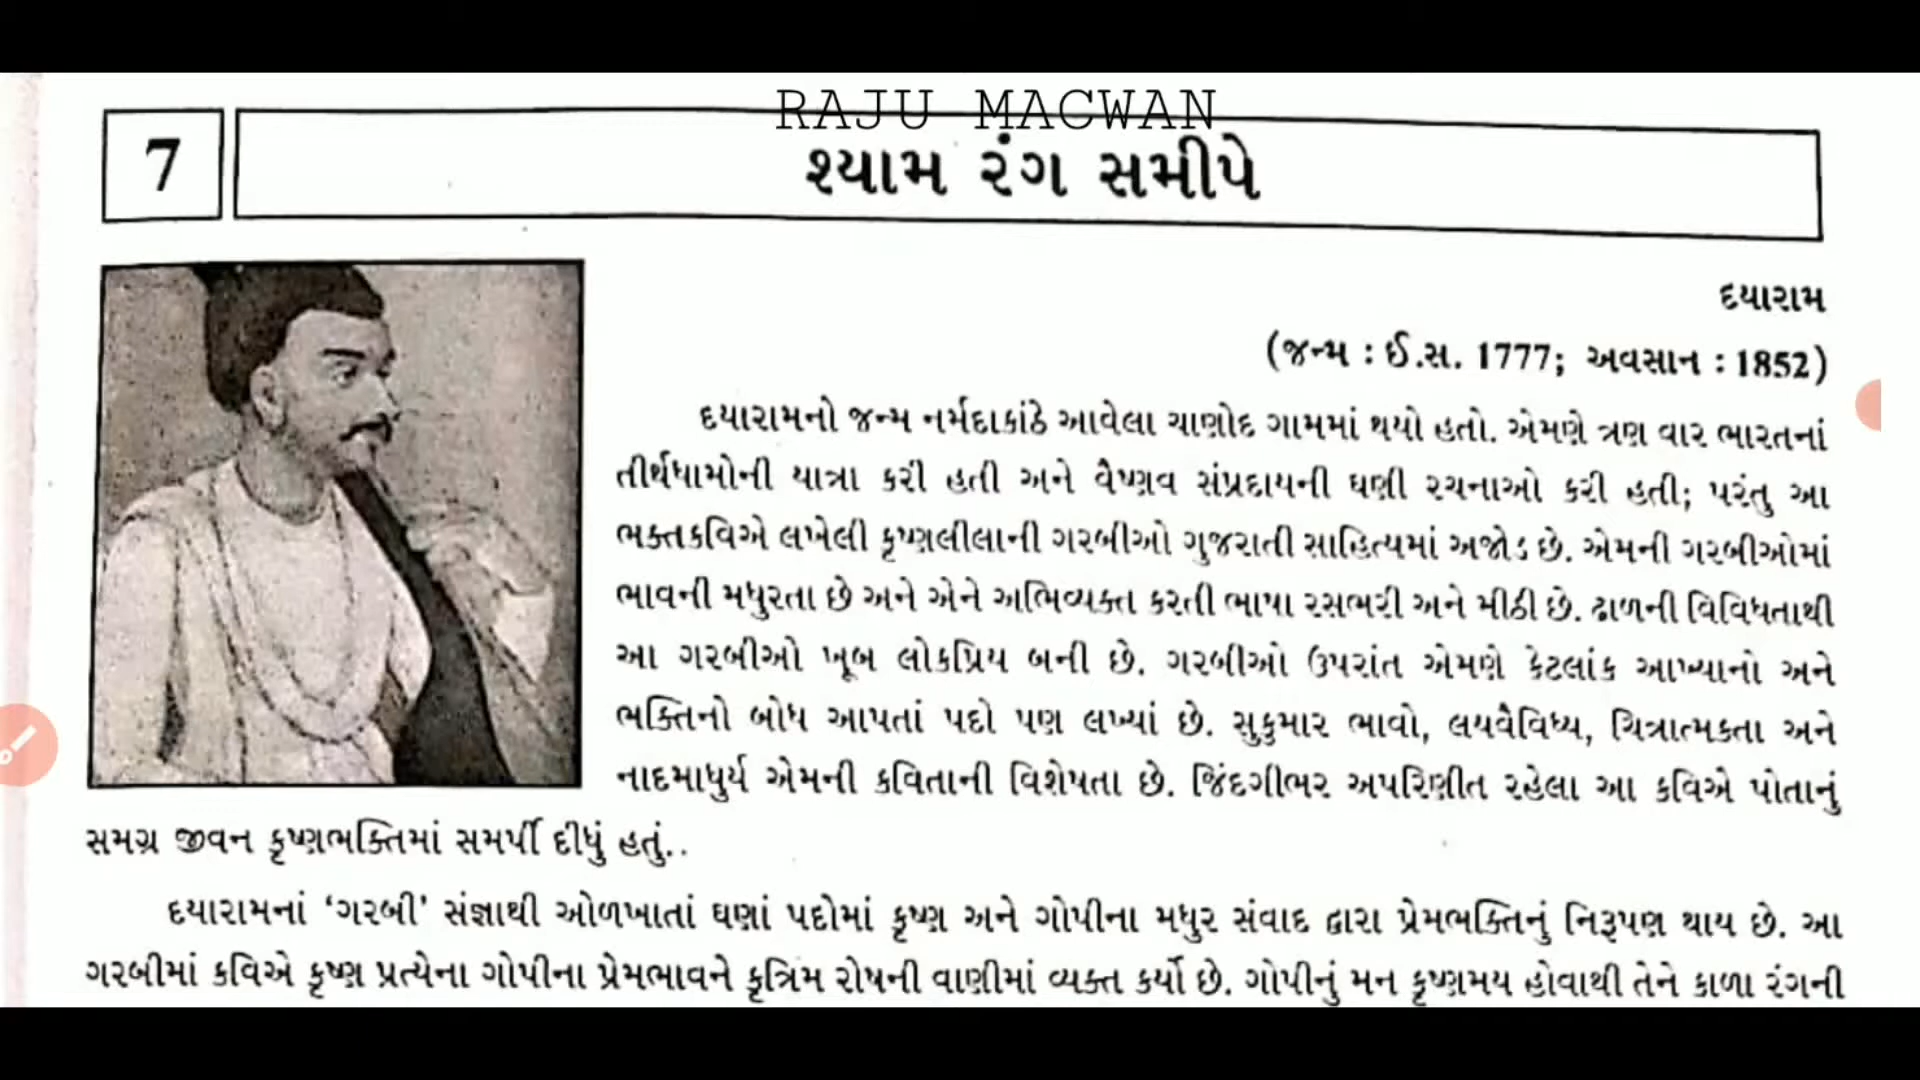 RAJU MACWAN
7
શ્યામ રંગ સમીપે
દયારામ
(જન્મ : ઈ.સ. 1777; અવસાન : 1852)
દયારામનો જન્મ નર્મદાકાંઠે આવેલા ચાણોદ ગામમાં થયો હતો. એમણે ત્રણ વાર ભારતનાં
તીર્થધામોની યાત્રા કરી હતી અને વૈષ્ણવ સંપ્રદાયની ઘણી રચનાઓ કરી હતી; પરંતુ આ
ભક્તકવિએ લખેલી કૃષ્ણલીલાની ગરબીઓ ગુજરાતી સાહિત્યમાં અજોડ છે. એમની ગરબીઓમાં
ભાવની મધુરતા છે અને એને અભિવ્યક્ત કરતી ભાષા રસભરી અને મીઠી છે. ઢાળની વિવિધતાથી
આ ગરબીઓ ખૂબ લોકપ્રિય બની છે. ગરબીઓ ઉપરાંત એમણે કેટલાંક આખ્યાનો અને
ભક્તિનો બોધ આપતાં પદો પણ લખ્યાં છે. સુકુમાર ભાવો, લયવૈવિધ્ય, ચિત્રાત્મકતા અને
નાદમાધુર્ય એમની કવિતાની વિશેષતા છે. જિંદગીભર અપરિણીત રહેલા આ કવિએ પોતાનું
સમગ્ર જીવન કૃષ્ણભક્તિમાં સમર્પી દીધું હતું..
દયારામનાં ‘ગરબી’ સંજ્ઞાથી ઓળખાતાં ઘણાં પદોમાં કૃષ્ણ અને ગોપીના મધુર સંવાદ દ્વારા પ્રેમભક્તિનું નિરૂપણ થાય છે. આ
ગરબીમાં કવિએ કૃષ્ણ પ્રત્યેના ગોપીના પ્રેમભાવને કૃત્રિમ રોષની વાણીમાં વ્યક્ત કર્યો છે. ગોપીનું મન કૃષ્ણમય હોવાથી તેને કાળા રંગની